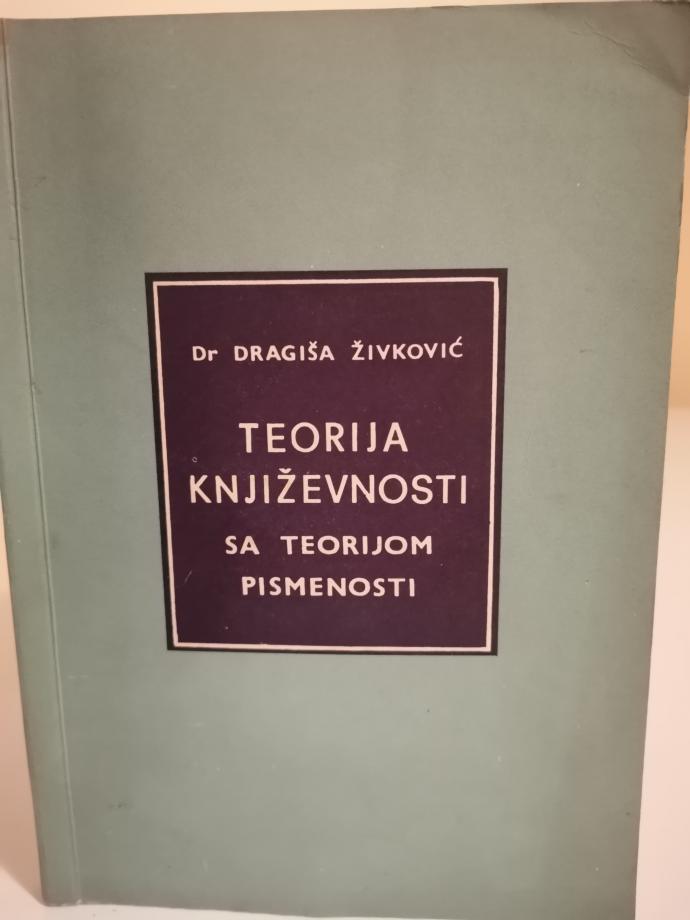 Dr DRAGIŠA ŽIVKOVIĆ
TEORIJA
KNJIŽEVNOSTI
SA TEORIJOM
PISMENOSTI